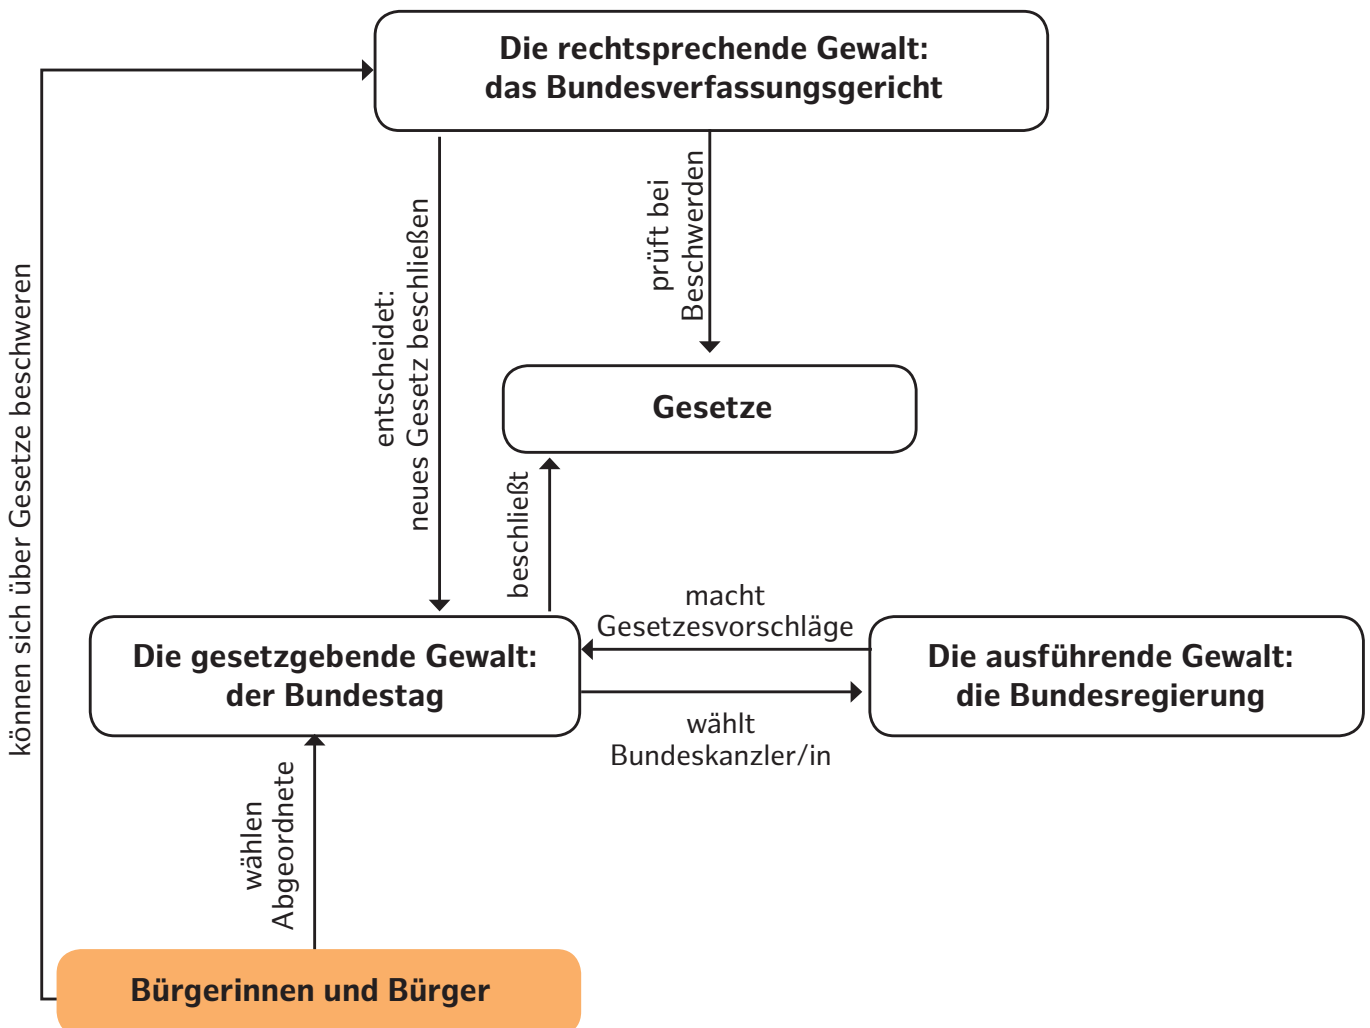 Die rechtsprechende Gewalt:
das Bundesverfassungsgericht
können sich über Gesetze beschweren
entscheidet:
neues Gesetz beschließen
prüft bei
Beschwerden
Gesetze
beschließt
macht
Gesetzesvorschläge
Die gesetzgebende Gewalt:
der Bundestag
Die ausführende Gewalt:
die Bundesregierung
wählt
Bundeskanzler/in
wählen
Abgeordnete
Bürgerinnen und Bürger